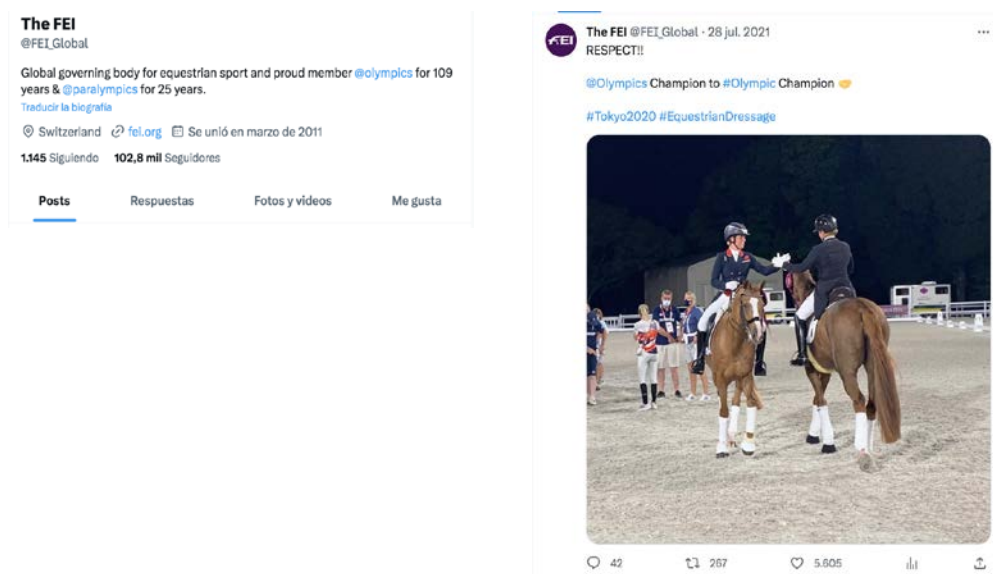 The FEI
@FEI_Global
Global governing body for equestrian sport and proud member @olympics for 109
years & @paralympics for 25 years.
Traducir la biografía
Switzerland fei.org Se unió en marzo de 2011
1.145 Siguiendo 102,8 mil Seguidores
Posts Respuestas Fotos y videos Me gusta
FEI
The FEI @FEI_Global · 28 jul. 2021
RESPECT!!
@Olympics Champion to #Olympic Champion
#Tokyo2020 #EquestrianDressage
42 267 5.605